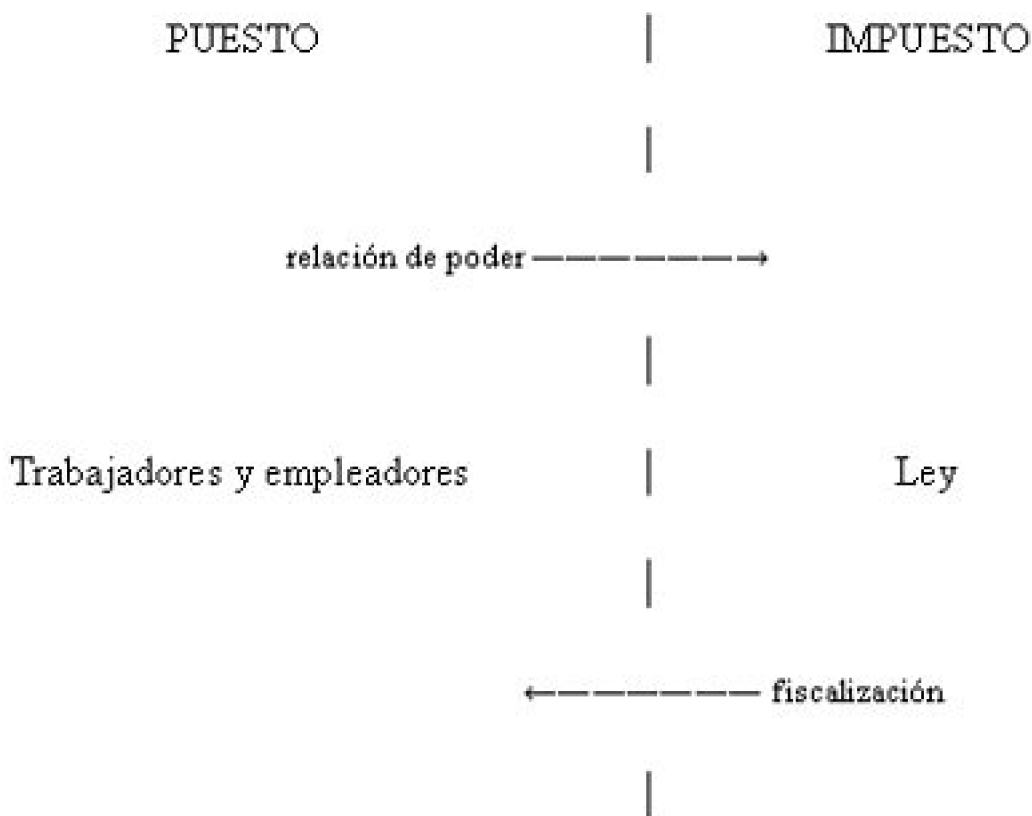 PUESTO | IMPUESTO
|
relación de poder ———————→
|
Trabajadores y empleadores | Ley
|
←——————— fiscalización
|